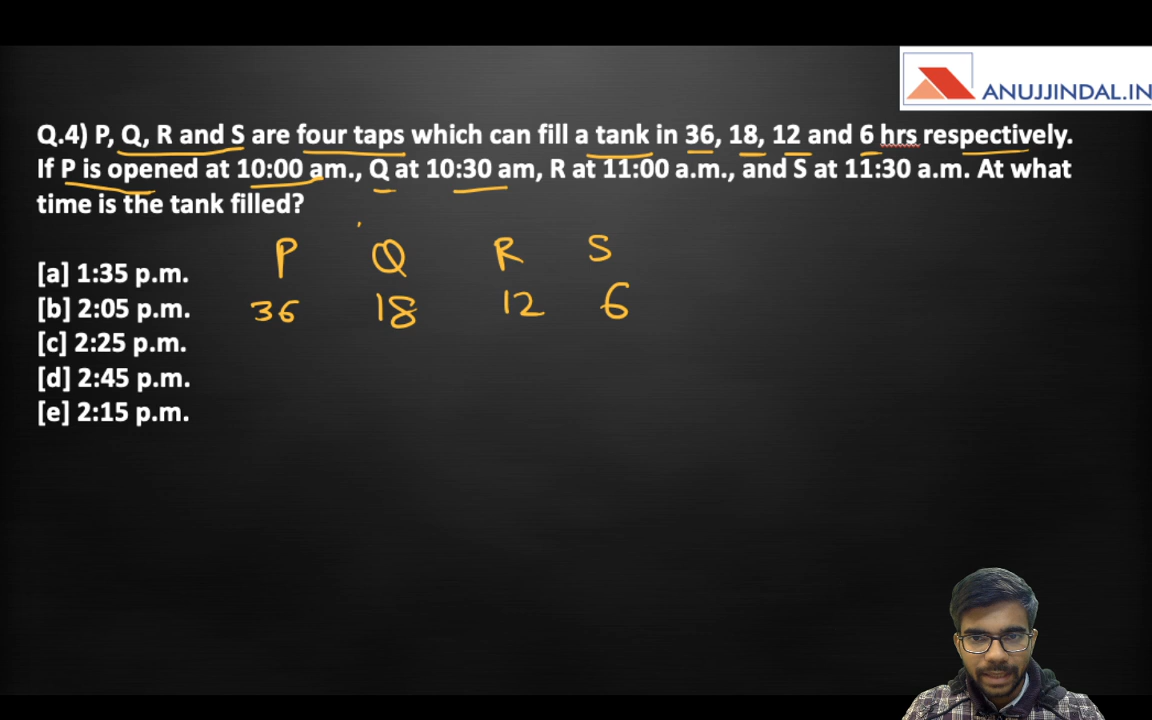 ANUJJINDAL.IN
Q.4) P, Q, R and S are four taps which can fill a tank in 36, 18, 12 and 6 hrs respectively.
If P is opened at 10:00 am., Q at 10:30 am, R at 11:00 a.m., and S at 11:30 a.m. At what
time is the tank filled?
P Q R S
[a] 1:35 p.m.
36 18 12 6
[b] 2:05 p.m.
[c] 2:25 p.m.
[d] 2:45 p.m.
[e] 2:15 p.m.